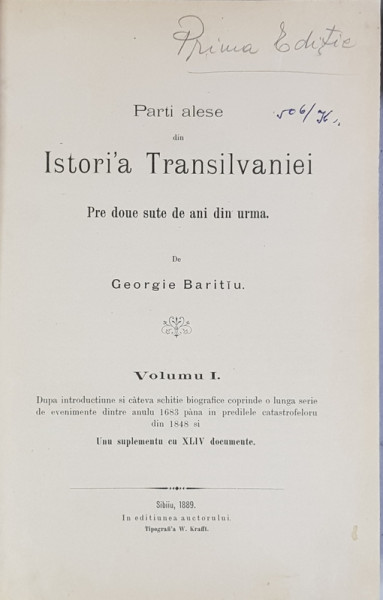 Prima Ediție
Parti alese
506/76.
din
Istori'a Transilvaniei
Pre doue sute de ani din urma.
De
Georgie Baritĭu.
Volumu I.
Dupa introductiune si câteva schitie biografice coprinde o lunga serie
de evenimente dintre anulu 1683 pâna in predilele catastrofeloru
din 1848 si
Unu suplementu cu XLIV documente.
Sibiiu, 1889.
In editiunea auctorului.
Tipografi'a W. Krafft.